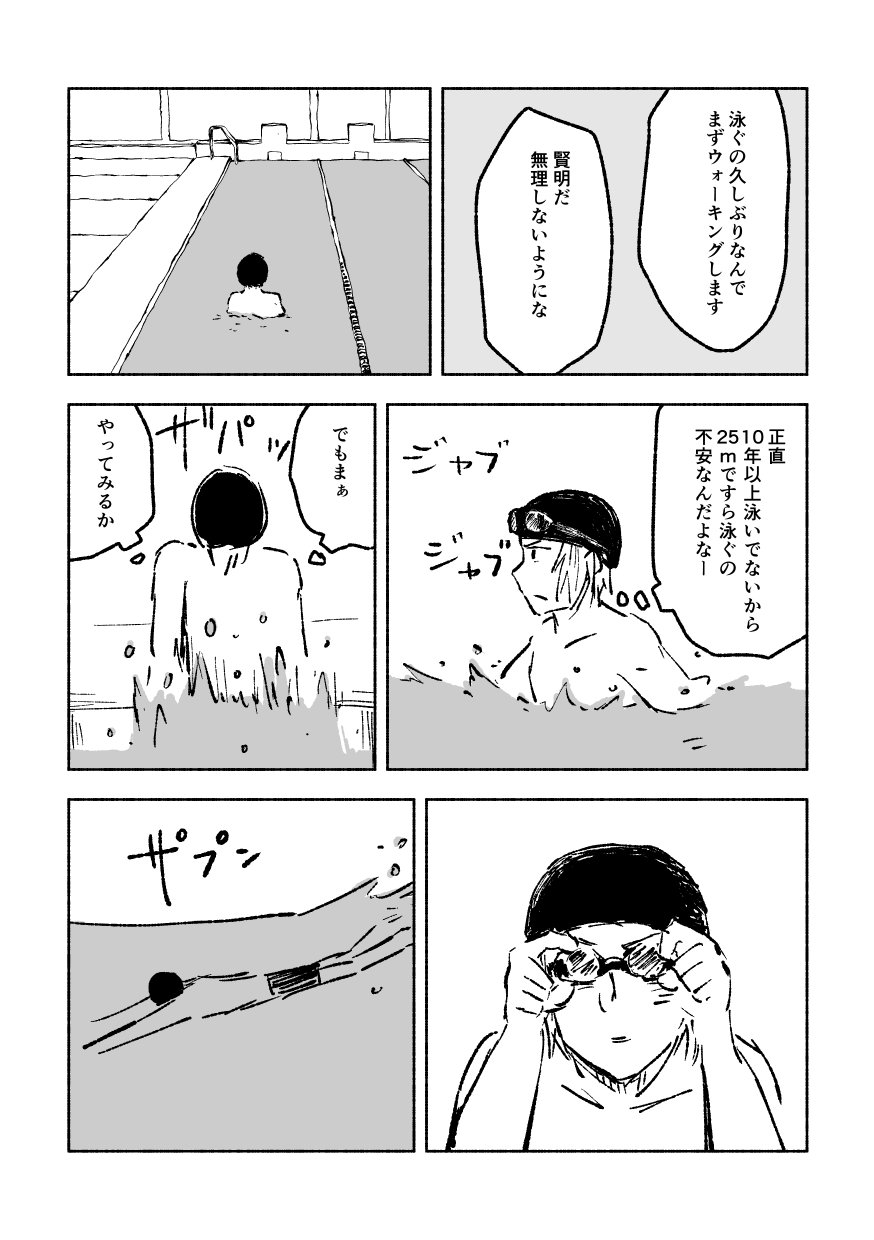 泳ぐの久しぶりなんで
まずウォーキングします
賢明だ
無理しないようにな
正直
10年以上泳いでないから
25mですら泳ぐの
不安なんだよなー
ジャブ
ジャブ
でもまぁ
ザパッ
やってみるか
ザプン